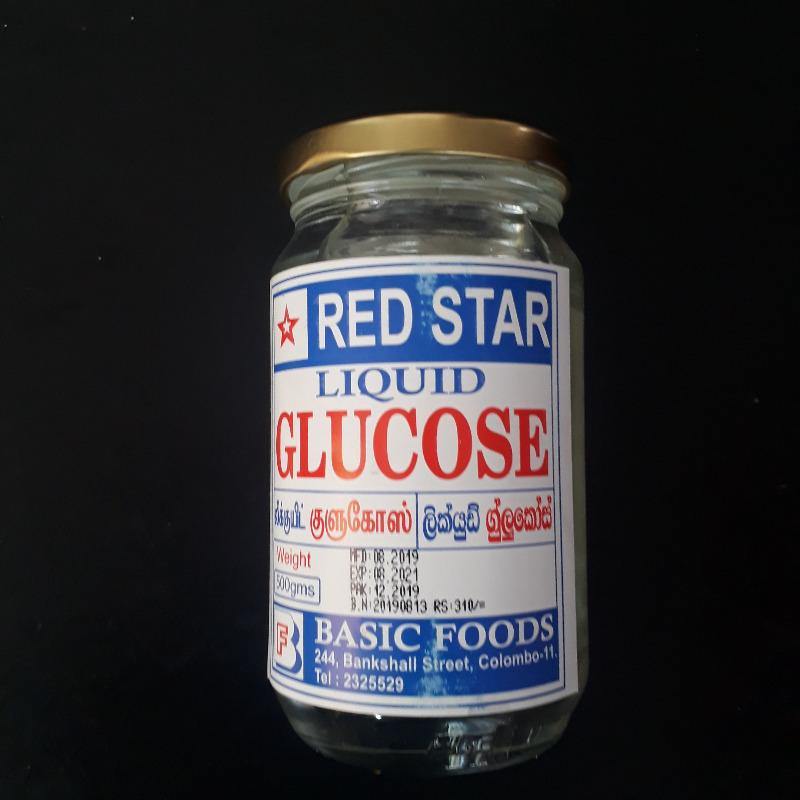 RED STAR
LIQUID
GLUCOSE
லிக்குயிட் குளுகோஸ் ලික්යුඩ් ග්ලුකෝස්
Weight
500gms
MFD:08.2019
EXP:08.2021
PAK:12.2019
B.N:20190813 RS:310/=
BF
BASIC FOODS
244, Bankshall Street, Colombo-11.
Tel : 2325529